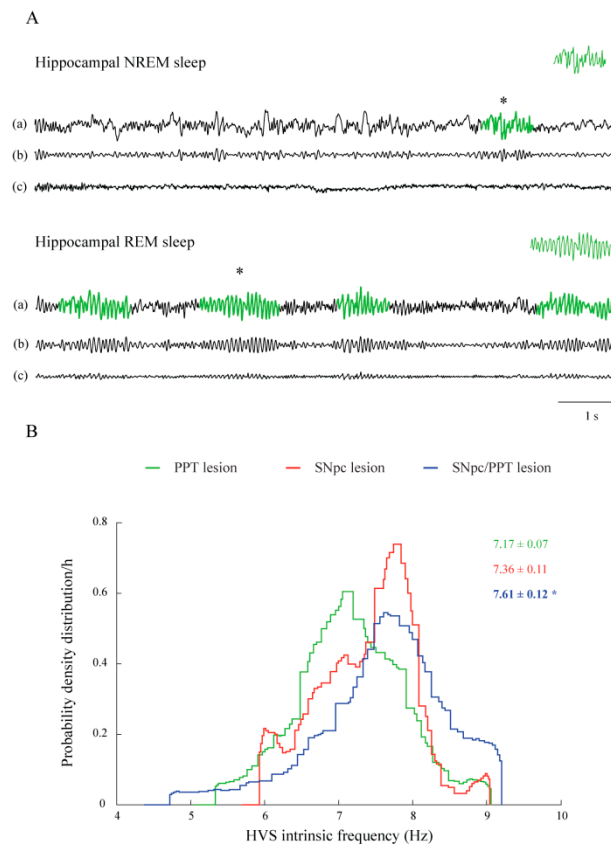 A
Hippocampal NREM sleep
*
(a)
(b)
(c)
Hippocampal REM sleep
*
(a)
(b)
(c)
1 s
B
PPT lesion SNpc lesion SNpc/PPT lesion
Probability density distribution/h
0.8
0.6
0.4
0.2
0
7.17 ± 0.07
7.36 ± 0.11
7.61 ± 0.12 *
4 5 6 7 8 9 10
HVS intrinsic frequency (Hz)